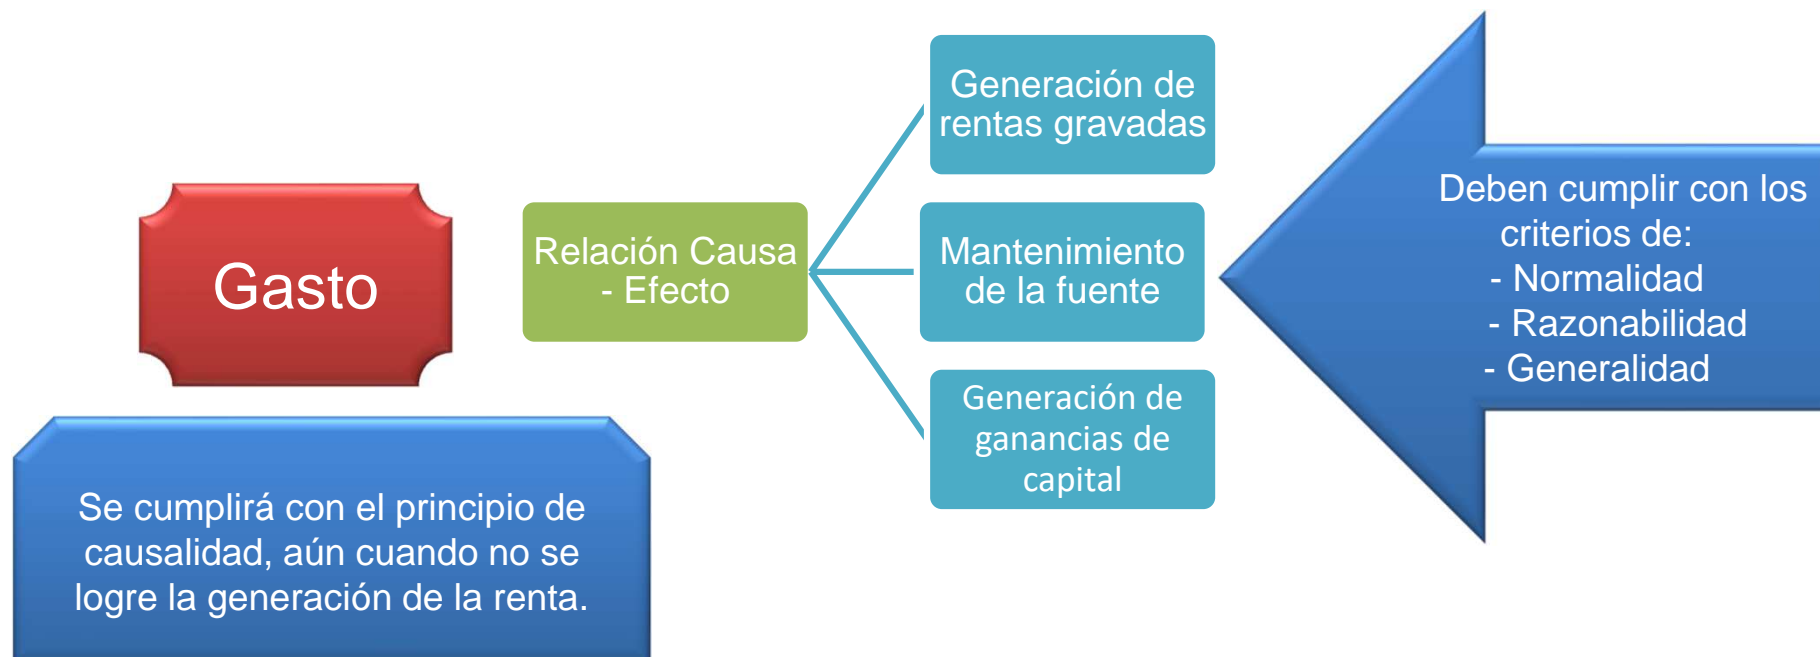 Gasto
Se cumplirá con el principio de
causalidad, aún cuando no se
logre la generación de la renta.
Relación Causa
- Efecto
Generación de
rentas gravadas
Mantenimiento
de la fuente
Generación de
ganancias de
capital
Deben cumplir con los
criterios de:
- Normalidad
- Razonabilidad
- Generalidad